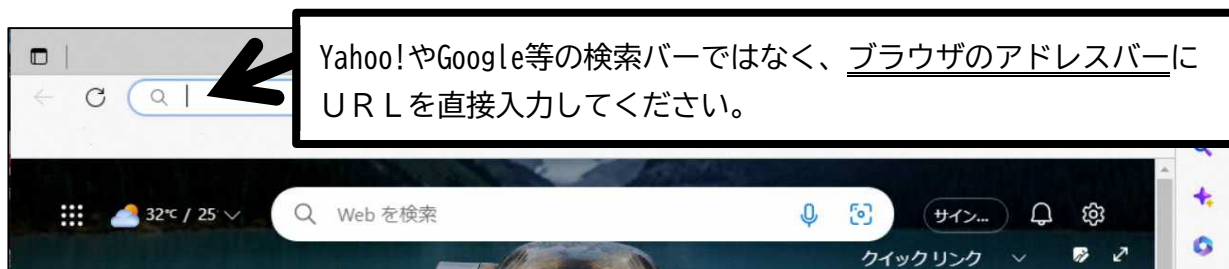 Yahoo!やGoogle等の検索バーではなく、ブラウザのアドレスバーに
ＵＲＬを直接入力してください。
32℃ / 25
Web を検索
サイン...
クイックリンク